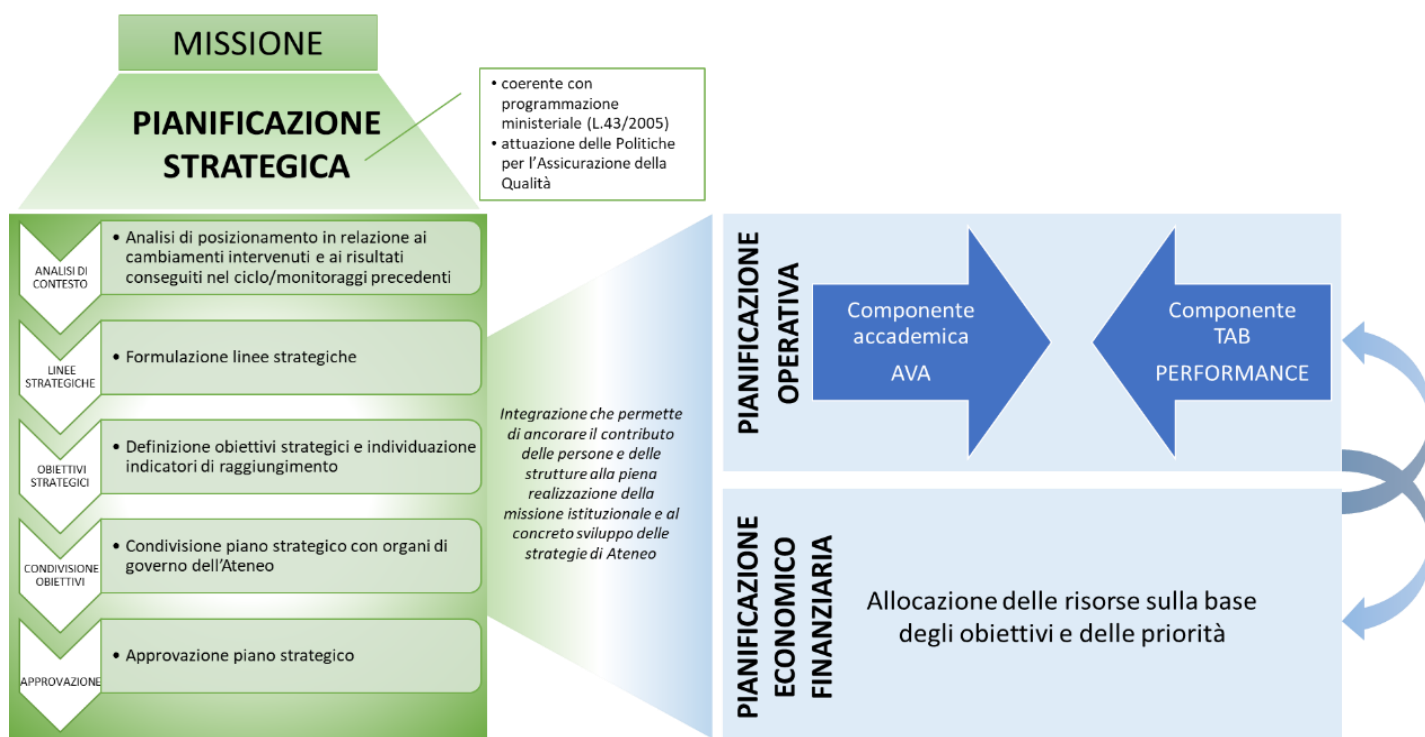 MISSIONE
PIANIFICAZIONE
STRATEGICA
• coerente con
programmazione
ministeriale (L.43/2005)
• attuazione delle Politiche
per l'Assicurazione della
Qualità
ANALISI DI
CONTESTO
• Analisi di posizionamento in relazione ai
cambiamenti intervenuti e ai risultati
conseguiti nel ciclo/monitoraggi precedenti
LINEE
STRATEGICHE
• Formulazione linee strategiche
OBIETTIVI
STRATEGICI
• Definizione obiettivi strategici e individuazione
indicatori di raggiungimento
CONDIVISIONE
OBIETTIVI
• Condivisione piano strategico con organi di
governo dell'Ateneo
APPROVAZIONE
• Approvazione piano strategico
Integrazione che permette
di ancorare il contributo
delle persone e delle
strutture alla piena
realizzazione della
missione istituzionale e al
concreto sviluppo delle
strategie di Ateneo
PIANIFICAZIONE
OPERATIVA
Componente
accademica
AVA
Componente
TAB
PERFORMANCE
PIANIFICAZIONE
ECONOMICO
FINANZIARIA
Allocazione delle risorse sulla base
degli obiettivi e delle priorità